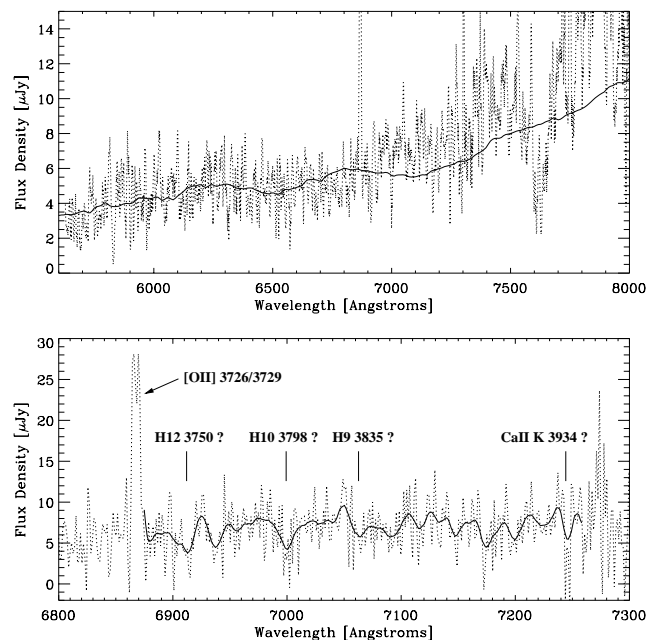 14
12
10
8
6
4
2
0
Flux Density [μJy]
6000 6500 7000 7500 8000
Wavelength [Angstroms]
30
25
20
15
10
5
0
Flux Density [μJy]
[OII] 3726/3729
H12 3750 ? H10 3798 ? H9 3835 ? CaII K 3934 ?
6800 6900 7000 7100 7200 7300
Wavelength [Angstroms]